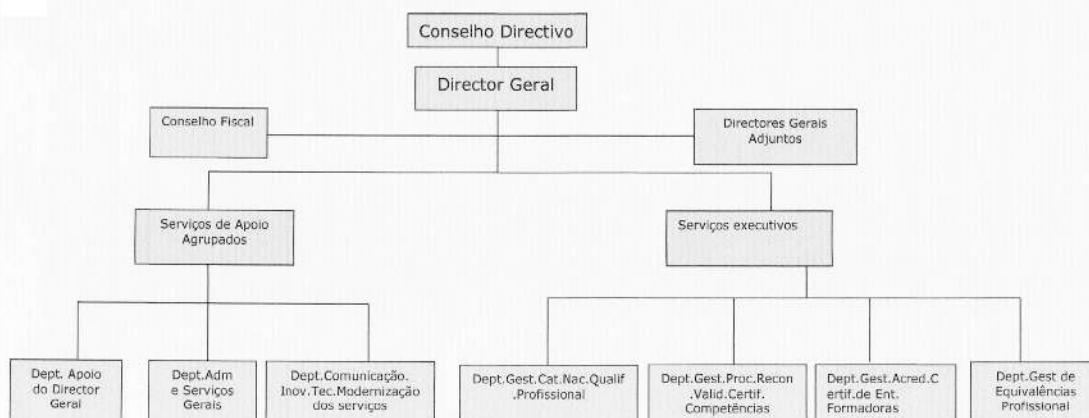 Conselho Directivo
Director Geral
Conselho Fiscal
Directores Gerais
Adjuntos
Serviços de Apoio
Agrupados
Serviços executivos
Dept. Apoio
do Director
Geral
Dept.Adm
e Serviços
Gerais
Dept.Comunicação.
Inov.Tec.Modernização
dos serviços
Dept.Gest.Cat.Nac.Qualif
.Profissional
Dept.Gest.Proc.Recon
.Valid.Certif.
Competências
Dept.Gest.Acred.C
ertif.de Ent.
Formadoras
Dept.Gest de
Equivalências
Profissional